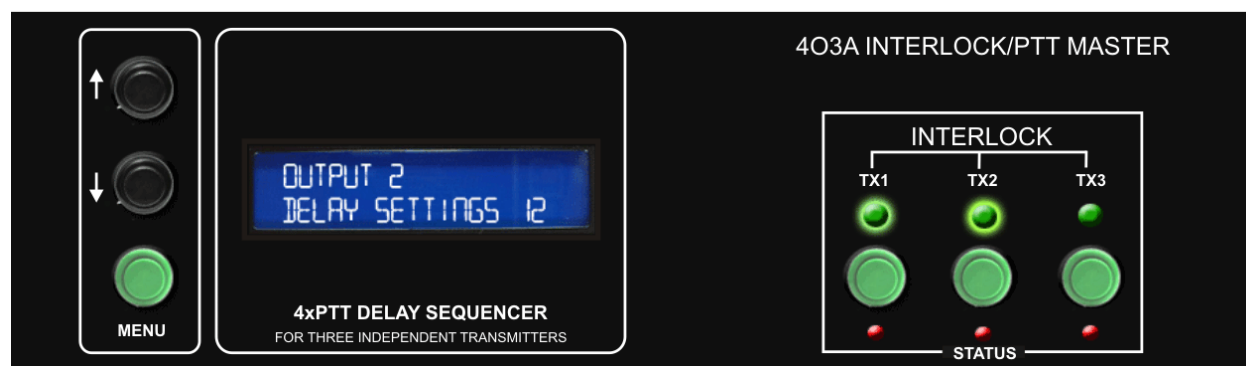 4O3A INTERLOCK/PTT MASTER
OUTPUT 2
DELAY SETTINGS 12
MENU
4xPTT DELAY SEQUENCER
FOR THREE INDEPENDENT TRANSMITTERS
INTERLOCK
TX1 TX2 TX3
STATUS